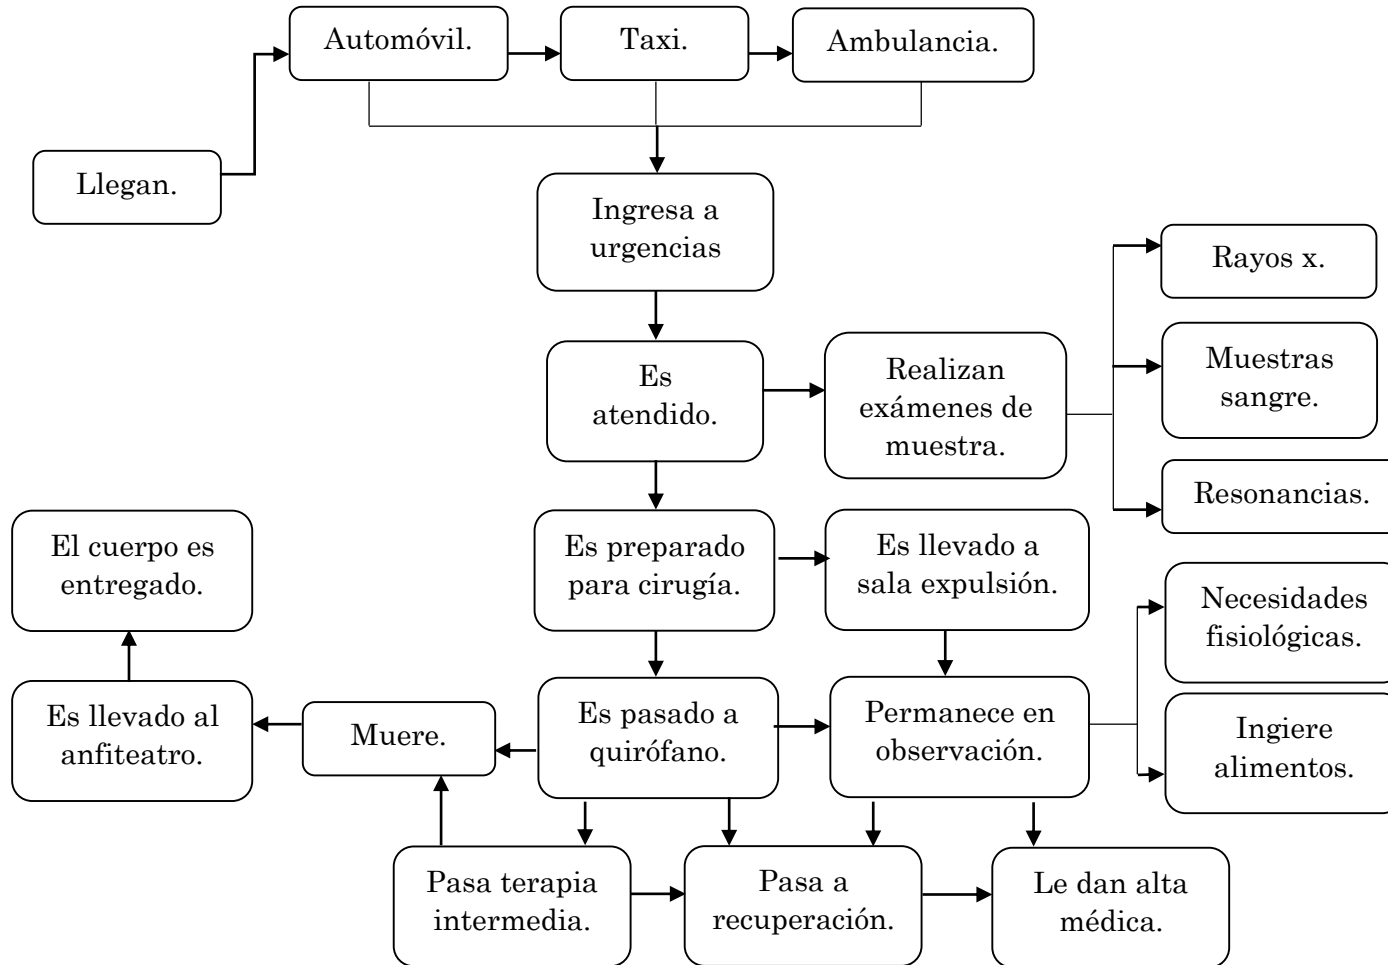 Automóvil.
Taxi.
Ambulancia.
Llegan.
Ingresa a
urgencias
Rayos x.
Es
atendido.
Realizan
exámenes de
muestra.
Muestras
sangre.
Resonancias.
El cuerpo es
entregado.
Es preparado
para cirugía.
Es llevado a
sala expulsión.
Necesidades
fisiológicas.
Es llevado al
anfiteatro.
Muere.
Es pasado a
quirófano.
Permanece en
observación.
Ingiere
alimentos.
Pasa terapia
intermedia.
Pasa a
recuperación.
Le dan alta
médica.